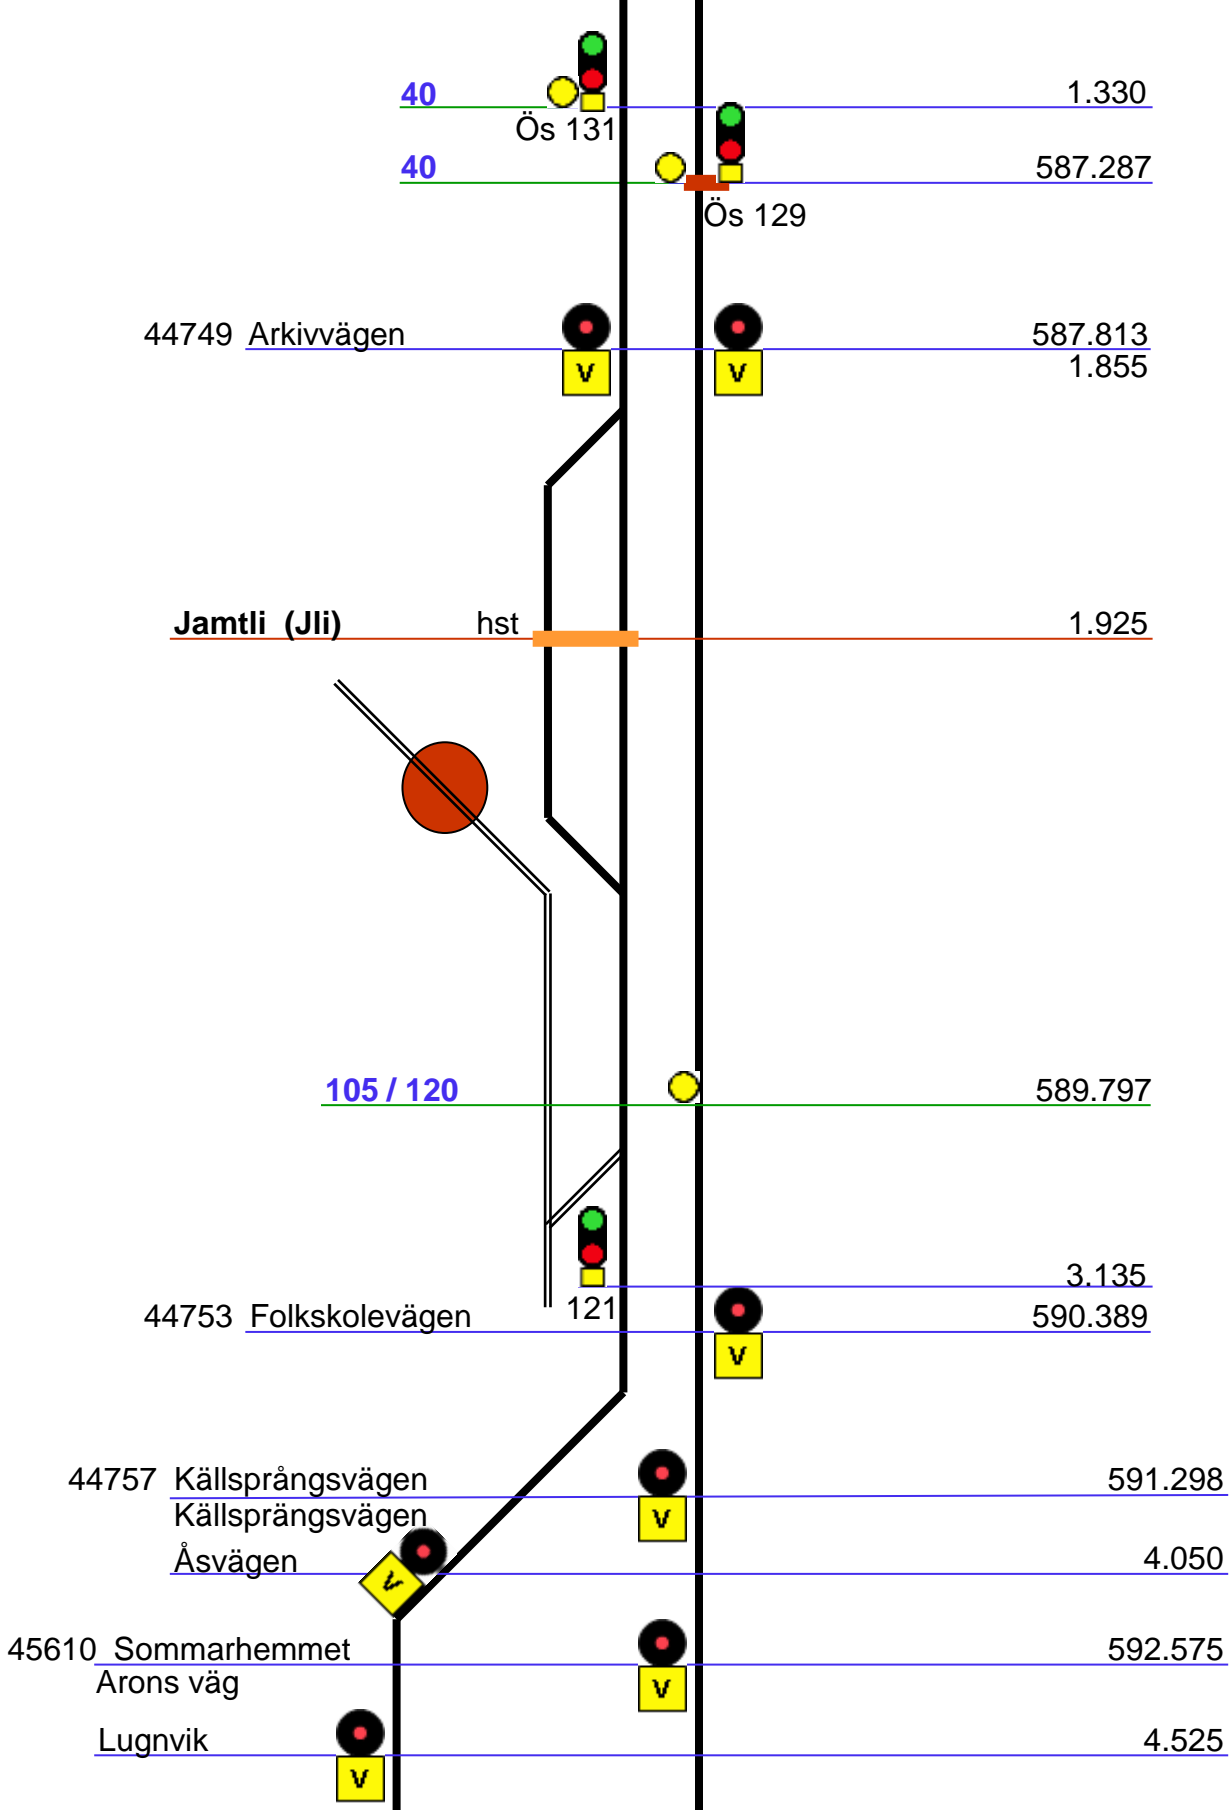 40 1.330
Ös 131
40 587.287
Ös 129
44749 Arkivvägen 587.813
V V 1.855
Jamtli (Jli) hst 1.925
105 / 120 589.797
3.135
121
44753 Folkskolevägen 590.389
V
44757 Källsprångsvägen 591.298
Källsprängsvägen V
Åsvägen 4.050
V
45610 Sommarhemmet 592.575
Arons väg V
Lugnvik 4.525
V